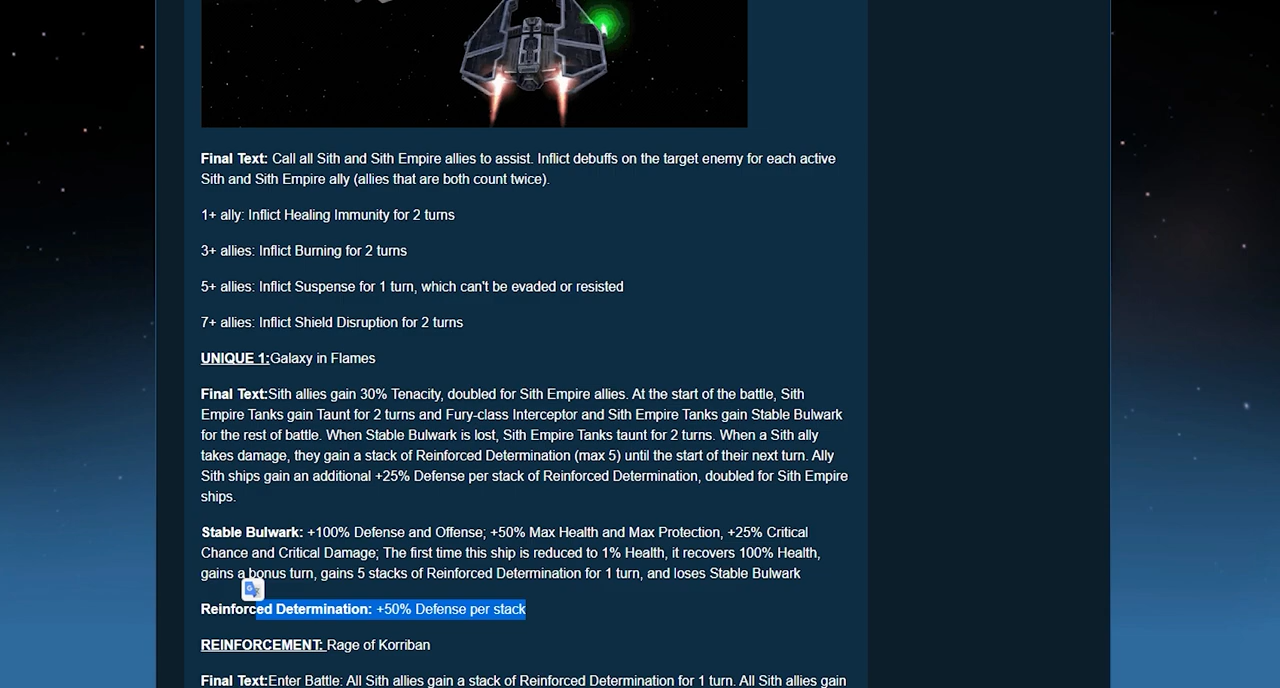 Final Text: Call all Sith and Sith Empire allies to assist. Inflict debuffs on the target enemy for each active
Sith and Sith Empire ally (allies that are both count twice).
1+ ally: Inflict Healing Immunity for 2 turns
3+ allies: Inflict Burning for 2 turns
5+ allies: Inflict Suspense for 1 turn, which can't be evaded or resisted
7+ allies: Inflict Shield Disruption for 2 turns
UNIQUE 1:Galaxy in Flames
Final Text:Sith allies gain 30% Tenacity, doubled for Sith Empire allies. At the start of the battle, Sith
Empire Tanks gain Taunt for 2 turns and Fury-class Interceptor and Sith Empire Tanks gain Stable Bulwark
for the rest of battle. When Stable Bulwark is lost, Sith Empire Tanks taunt for 2 turns. When a Sith ally
takes damage, they gain a stack of Reinforced Determination (max 5) until the start of their next turn. Ally
Sith ships gain an additional +25% Defense per stack of Reinforced Determination, doubled for Sith Empire
ships.
Stable Bulwark: +100% Defense and Offense; +50% Max Health and Max Protection, +25% Critical
Chance and Critical Damage; The first time this ship is reduced to 1% Health, it recovers 100% Health,
gains a bonus turn, gains 5 stacks of Reinforced Determination for 1 turn, and loses Stable Bulwark
Reinforced Determination: +50% Defense per stack
REINFORCEMENT: Rage of Korriban
Final Text:Enter Battle: All Sith allies gain a stack of Reinforced Determination for 1 turn. All Sith allies gain